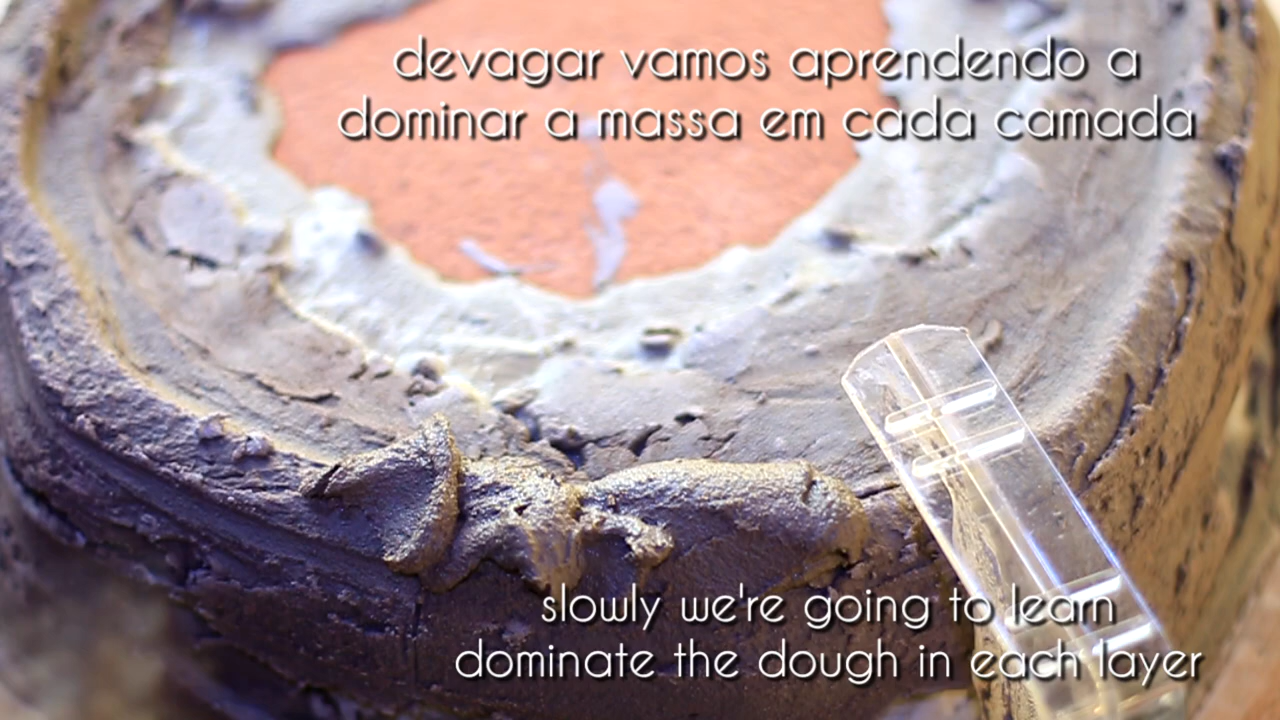 devagar vamos aprendendo a
dominar a massa em cada camada
slowly we're going to learn
dominate the dough in each layer